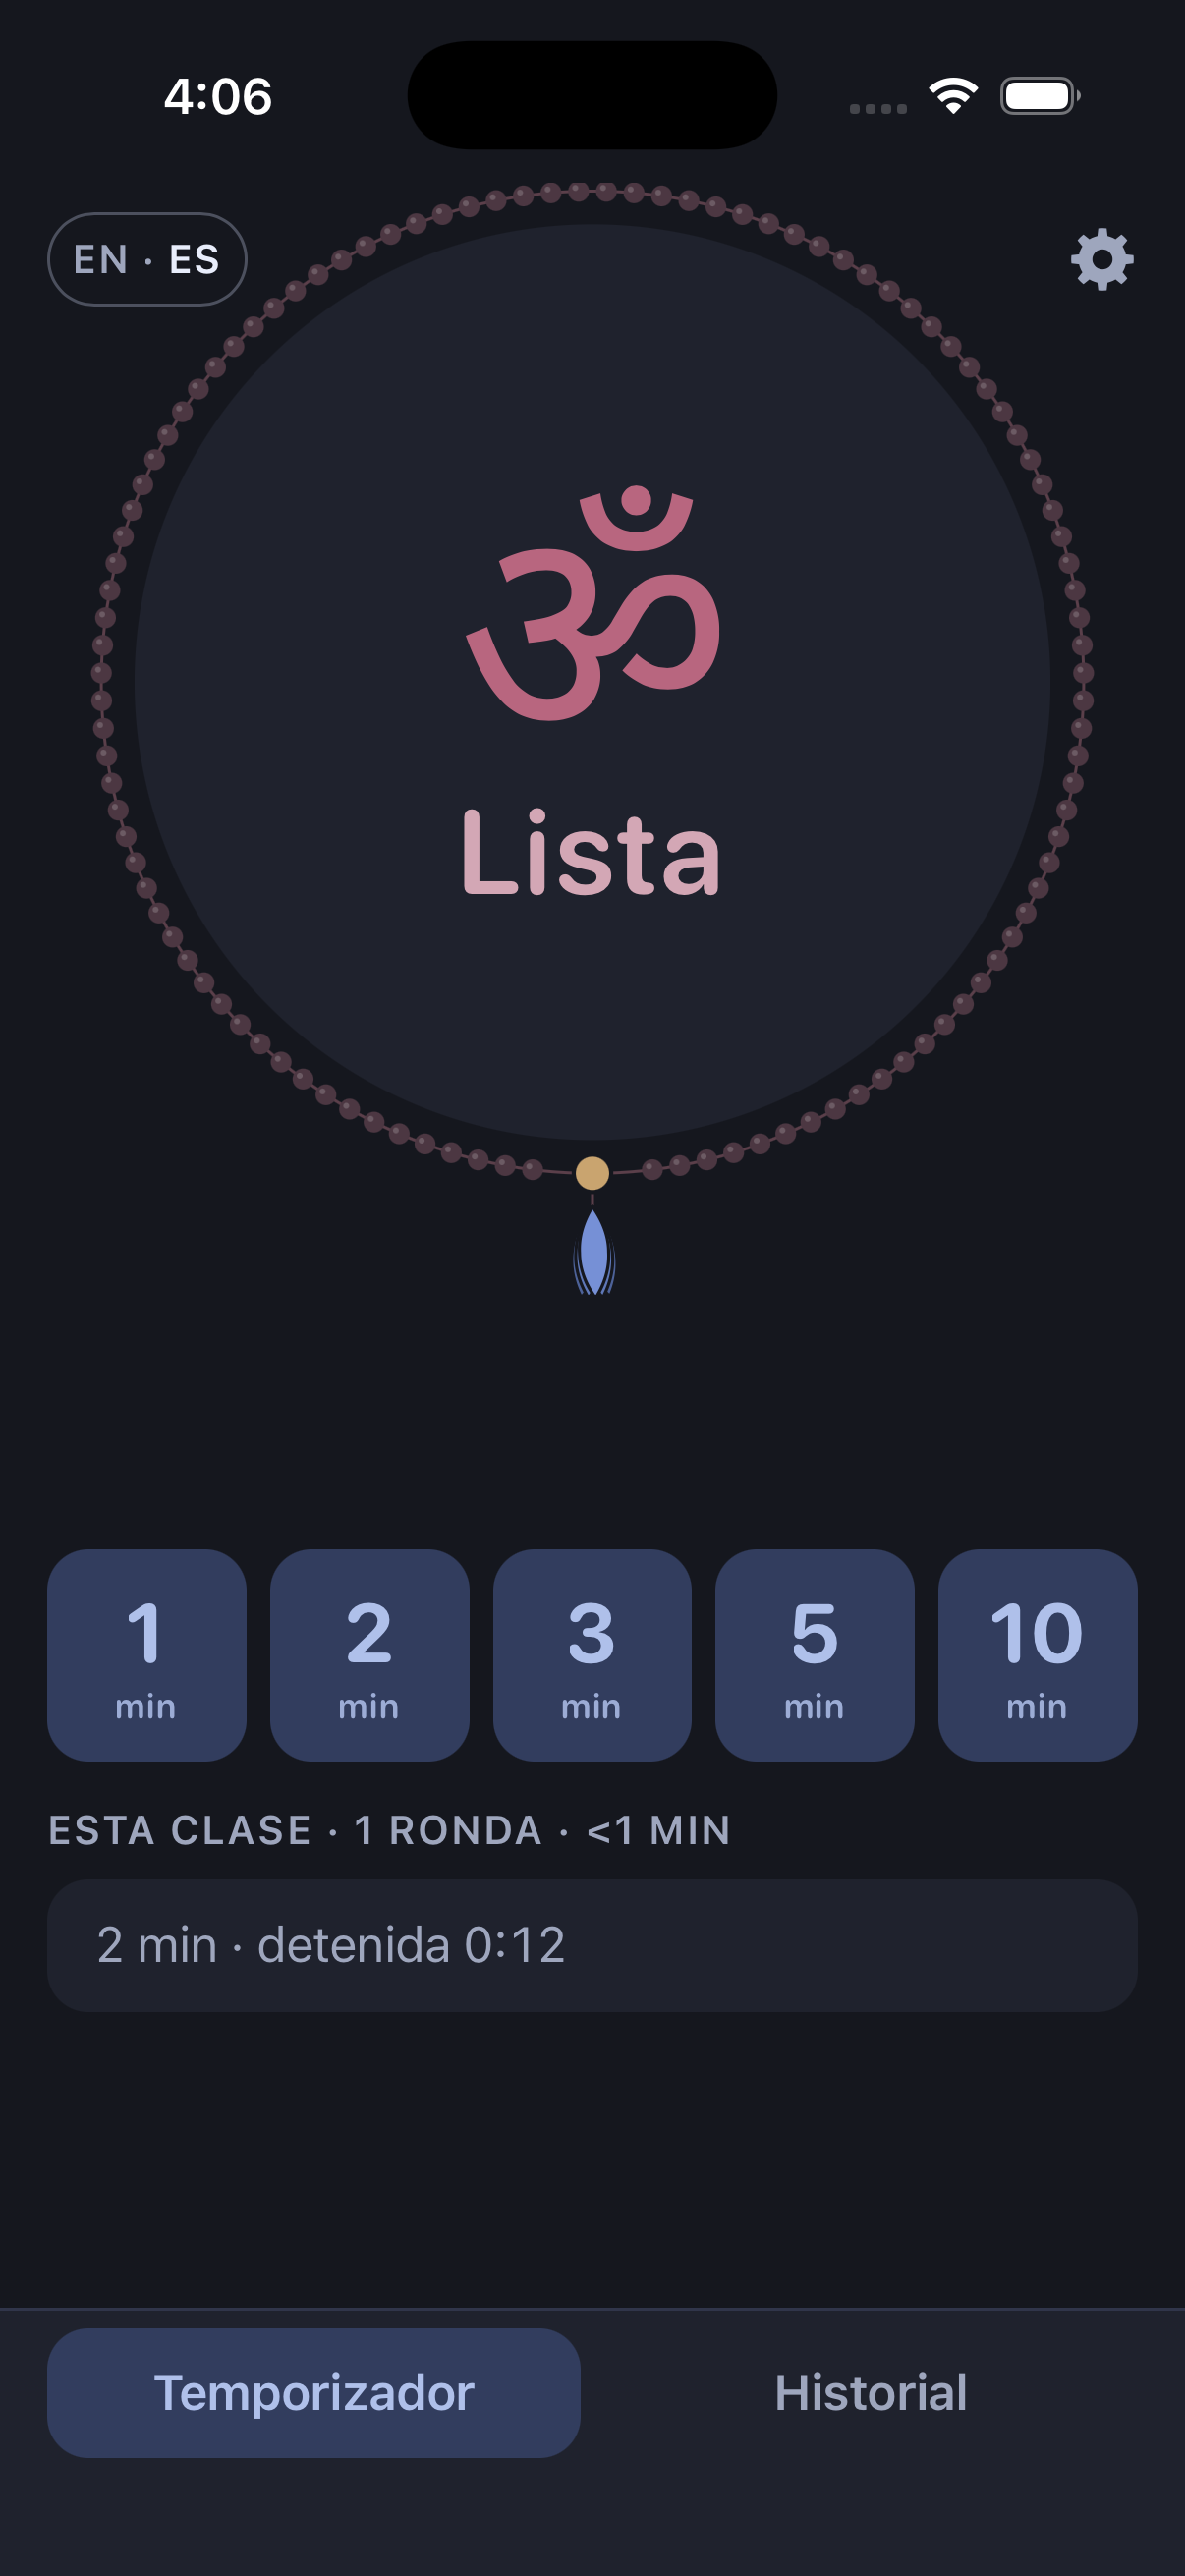 4:06
EN · ES
ॐ
Lista
1 min
2 min
3 min
5 min
10 min
ESTA CLASE · 1 RONDA · <1 MIN
2 min · detenida 0:12
Temporizador
Historial